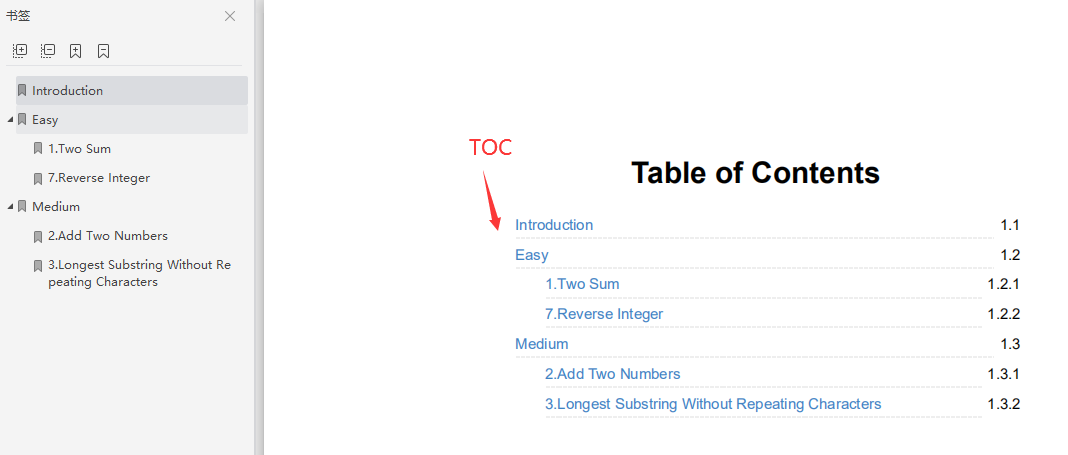 书签
Introduction
Easy
1.Two Sum
7.Reverse Integer
Medium
2.Add Two Numbers
3.Longest Substring Without Re
peating Characters
TOC
Table of Contents
Introduction 1.1
Easy 1.2
1.Two Sum 1.2.1
7.Reverse Integer 1.2.2
Medium 1.3
2.Add Two Numbers 1.3.1
3.Longest Substring Without Repeating Characters 1.3.2